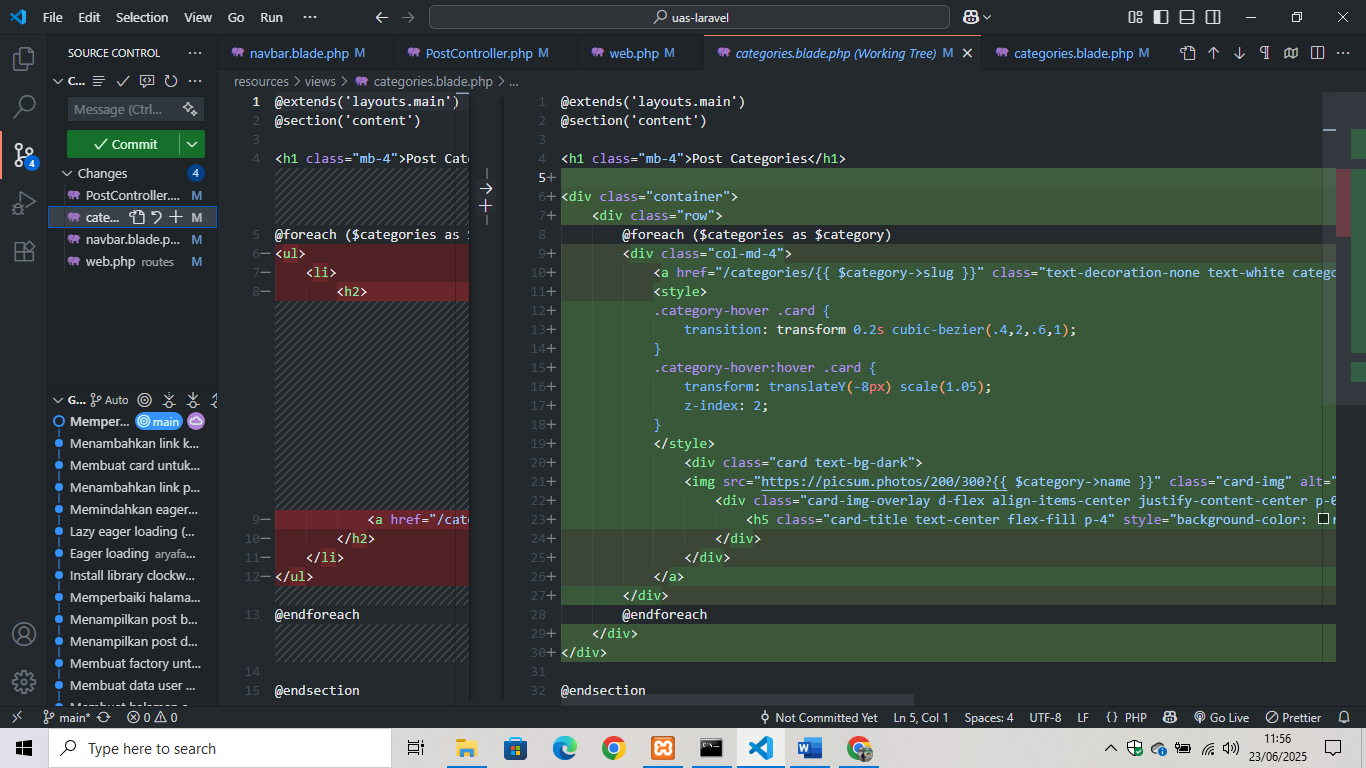 File Edit Selection View Go Run ··· uas-laravel
SOURCE CONTROL ···
navbar.blade.php M
PostController.php M
web.php M
categories.blade.php (Working Tree) M
categories.blade.php M
resources > views > categories.blade.php > ...
C...
Message (Ctrl...
Commit
Changes 4
PostController.... M
cate... M
navbar.blade.p... M
web.php routes M
4
G... Auto
Memper... main
Menambahkan link k...
Membuat card untuk...
Menambahkan link p...
Memindahkan eager...
Lazy eager loading (...
Eager loading aryafa...
Install library clockw...
Memperbaiki halama...
Menampilkan post b...
Menampilkan post d...
Membuat factory unt...
Membuat data user ...
1 @extends('layouts.main')
2 @section('content')
3
4 <h1 class="mb-4">Post Cate
5 @foreach ($categories as $
6− <ul>
7− <li>
8− <h2>
9− <a href="/cate
10− </h2>
11− </li>
12− </ul>
13 @endforeach
14
15 @endsection
1 @extends('layouts.main')
2 @section('content')
3
4 <h1 class="mb-4">Post Categories</h1>
5+
6+ <div class="container">
7+ <div class="row">
8 @foreach ($categories as $category)
9+ <div class="col-md-4">
10+ <a href="/categories/{{ $category->slug }}" class="text-decoration-none text-white catego
11+ <style>
12+ .category-hover .card {
13+ transition: transform 0.2s cubic-bezier(.4,2,.6,1);
14+ }
15+ .category-hover:hover .card {
16+ transform: translateY(-8px) scale(1.05);
17+ z-index: 2;
18+ }
19+ </style>
20+ <div class="card text-bg-dark">
21+ <img src="https://picsum.photos/200/300?{{ $category->name }}" class="card-img" alt="
22+ <div class="card-img-overlay d-flex align-items-center justify-content-center p-0
23+ <h5 class="card-title text-center flex-fill p-4" style="background-color: r
24+ </div>
25+ </div>
26+ </a>
27+ </div>
28 @endforeach
29+ </div>
30+ </div>
31
32 @endsection
main* 0 0 Not Committed Yet Ln 5, Col 1 Spaces: 4 UTF-8 LF {} PHP Go Live Prettier
Type here to search
11:56
23/06/2025